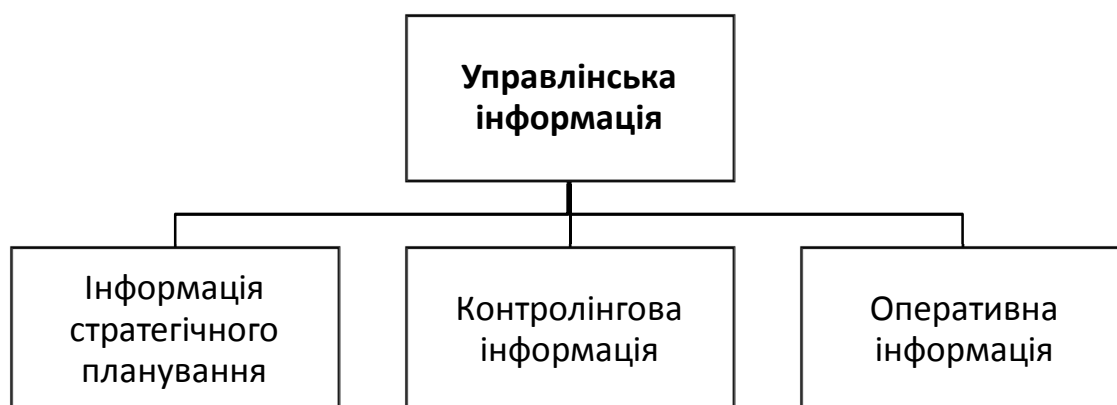 Управлінська
інформація
Інформація
стратегічного
планування
Контролінгова
інформація
Оперативна
інформація